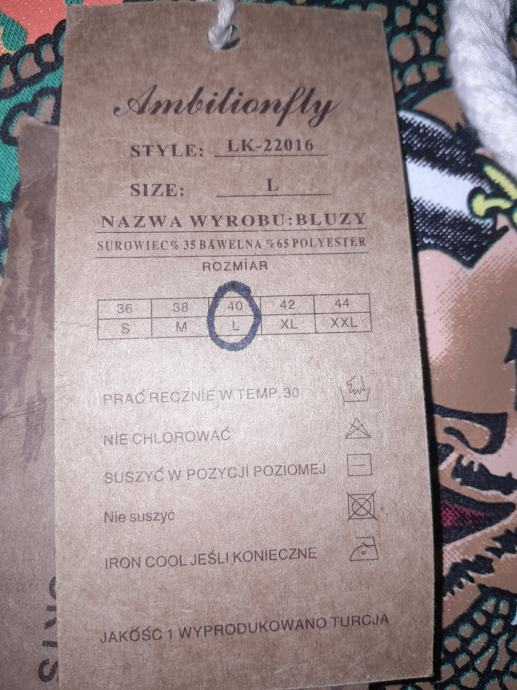 Ambitionfly
STYLE: LK-22016
SIZE: L
NAZWA WYROBU:BLUZY
SUROWIEC% 35 BAWELNA %65 POLYESTER
ROZMIAR
36 38 40 42 44
S M L XL XXL
PRAĆ RECZNIE W TEMP.30
NIE CHLOROWAĆ
SUSZYĆ W POZYCJI POZIOMEJ
Nie suszyć
IRON COOL JEŚLI KONIECZNE
JAKOŚC 1 WYPRODUKOWANO TURCJA